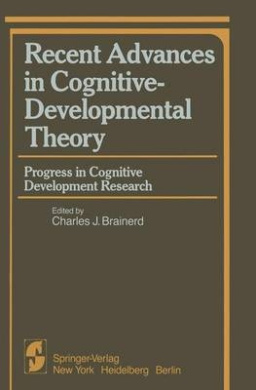 Recent Advances
in Cognitive-
Developmental
Theory
Progress in Cognitive
Development Research
Edited by
Charles J. Brainerd
Springer-Verlag
New York Heidelberg Berlin